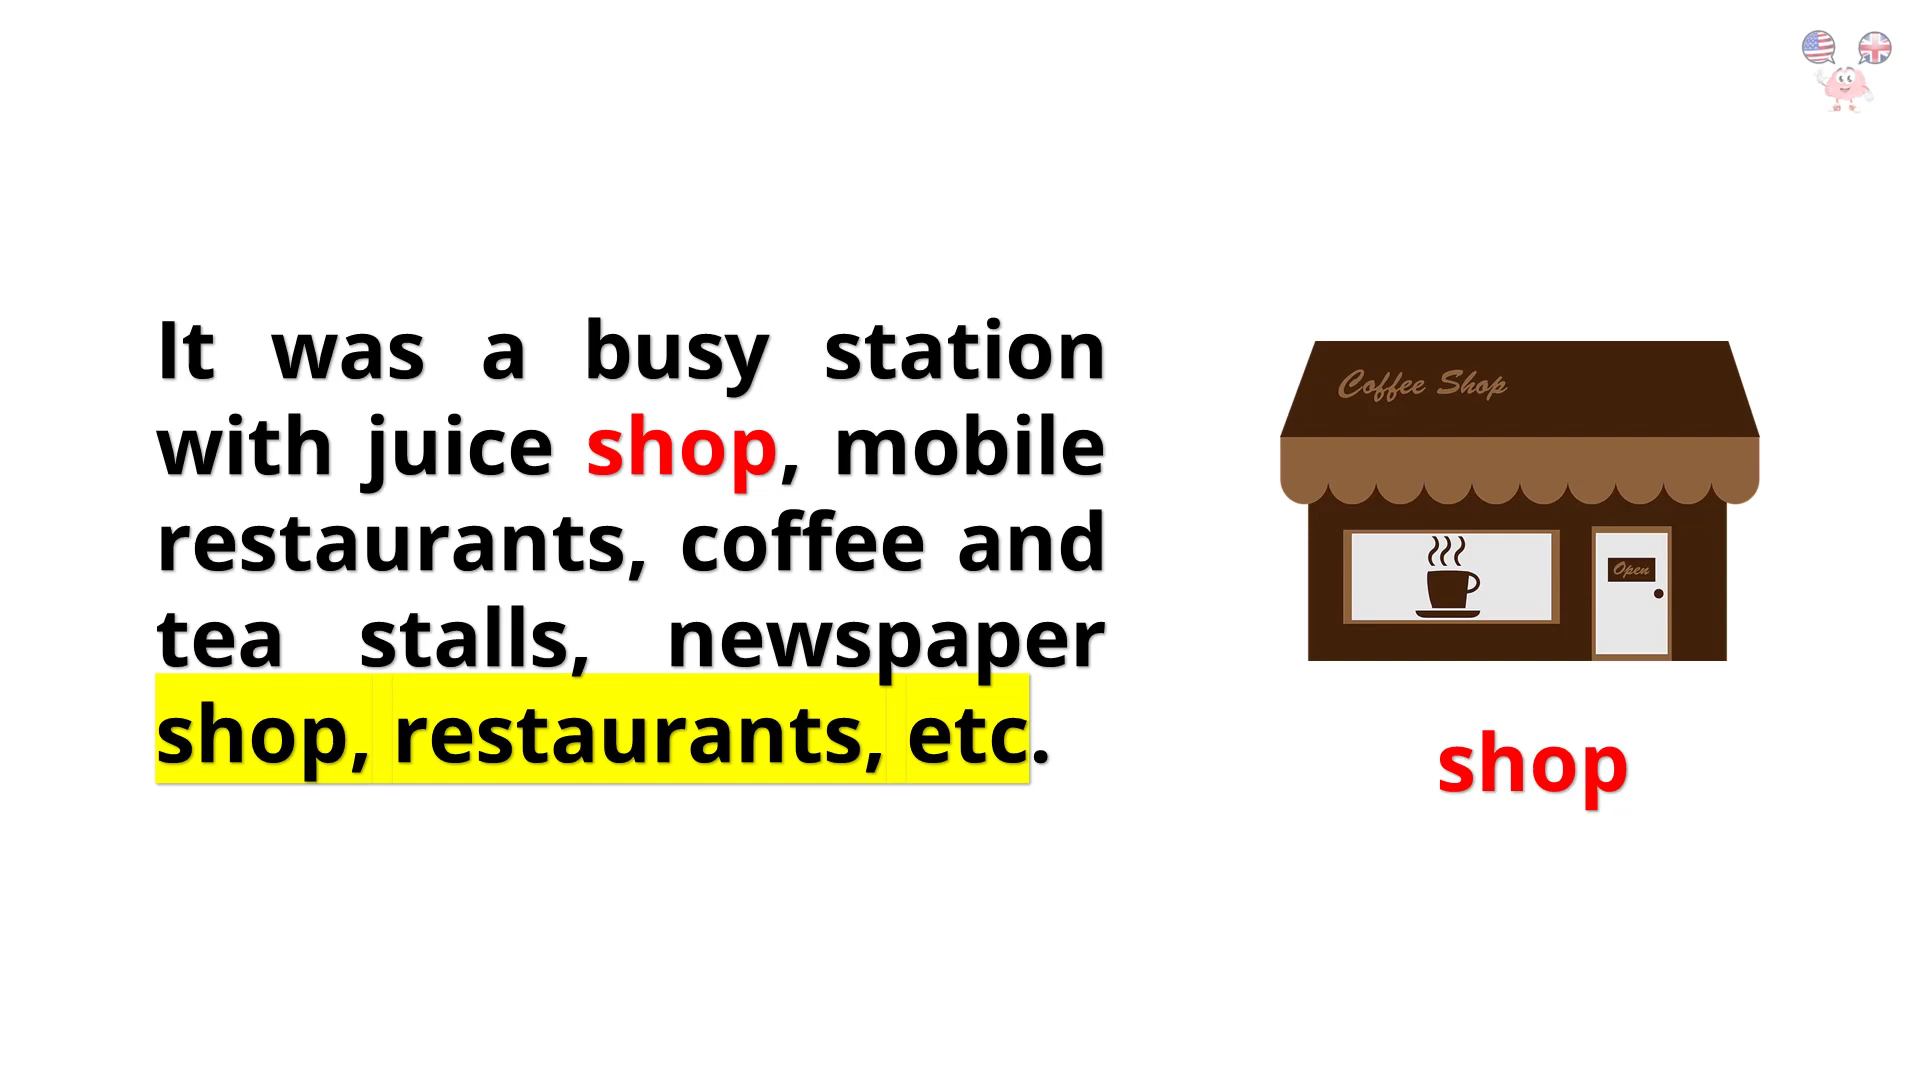 It was a busy station
with juice shop, mobile
restaurants, coffee and
tea stalls, newspaper
shop, restaurants, etc.
Coffee Shop
Open
shop